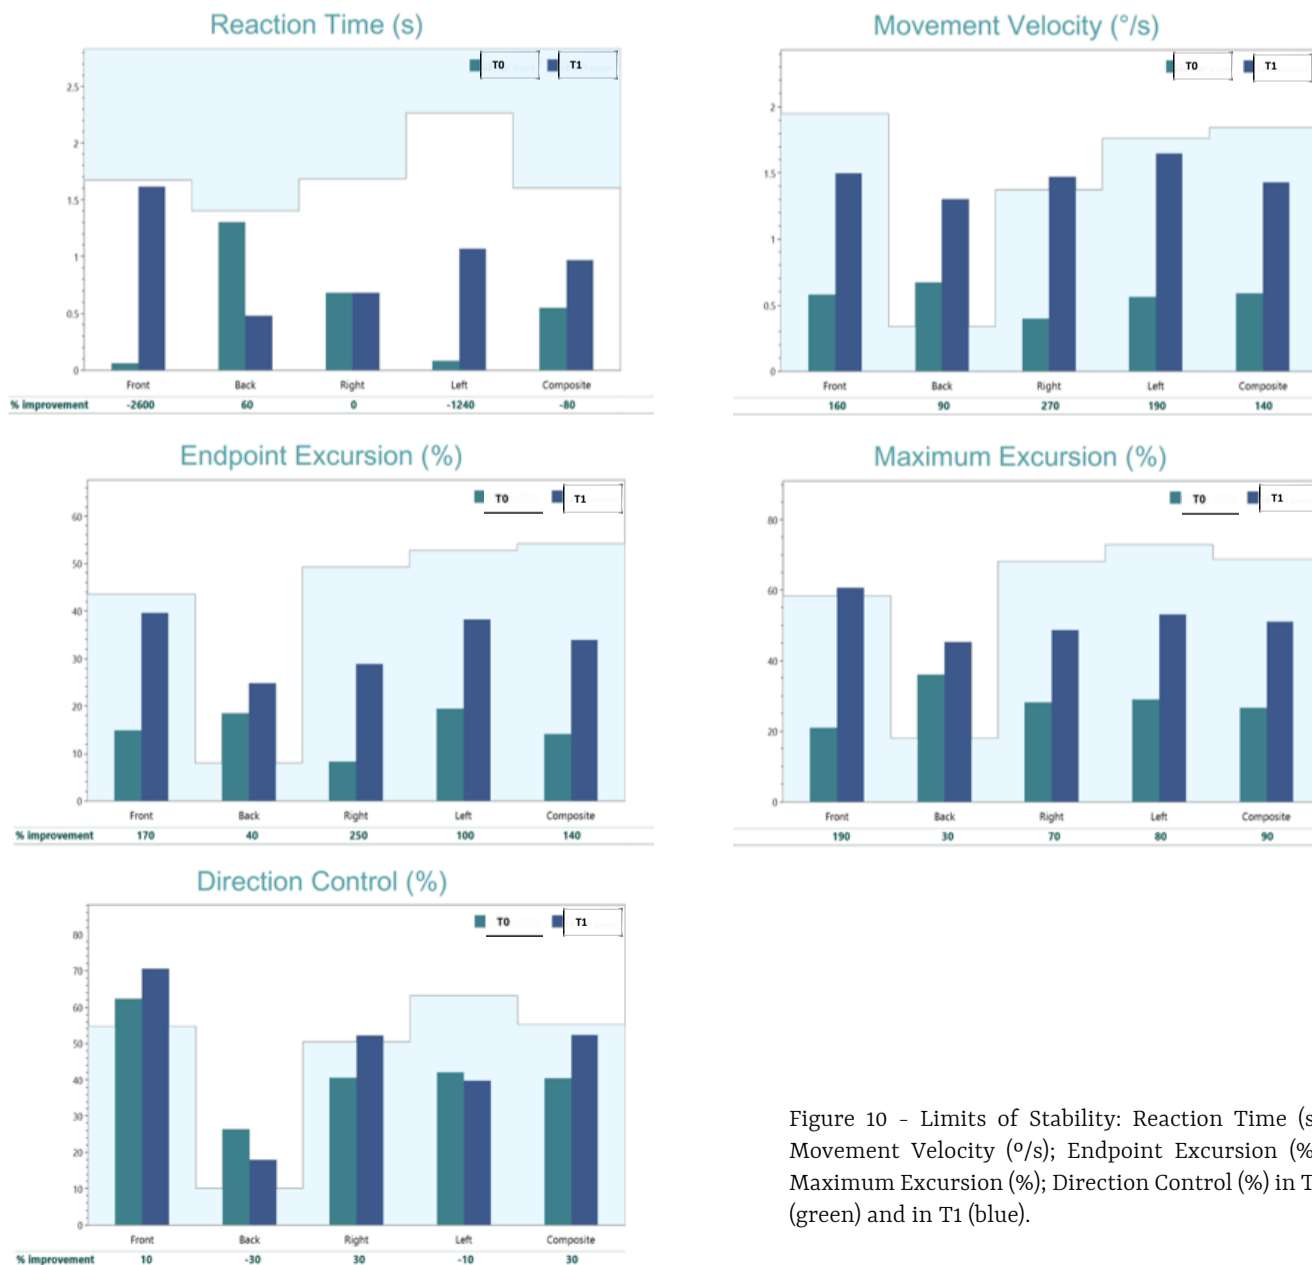 Reaction Time (s)
T0 T1
2.5
2
1.5
1
0.5
0
Front Back Right Left Composite
% improvement -2600 60 0 -1240 -80
Movement Velocity (°/s)
T0 T1
2
1.5
1
0.5
0
Front Back Right Left Composite
160 90 270 190 140
Endpoint Excursion (%)
T0 T1
60
50
40
30
20
10
0
Front Back Right Left Composite
% improvement 170 40 250 100 140
Maximum Excursion (%)
T0 T1
80
60
40
20
0
Front Back Right Left Composite
190 30 70 80 90
Direction Control (%)
T0 T1
80
70
60
50
40
30
20
10
0
Front Back Right Left Composite
% improvement 10 -30 30 -10 30
Figure 10 - Limits of Stability: Reaction Time (s
Movement Velocity (º/s); Endpoint Excursion (%
Maximum Excursion (%); Direction Control (%) in T
(green) and in T1 (blue).